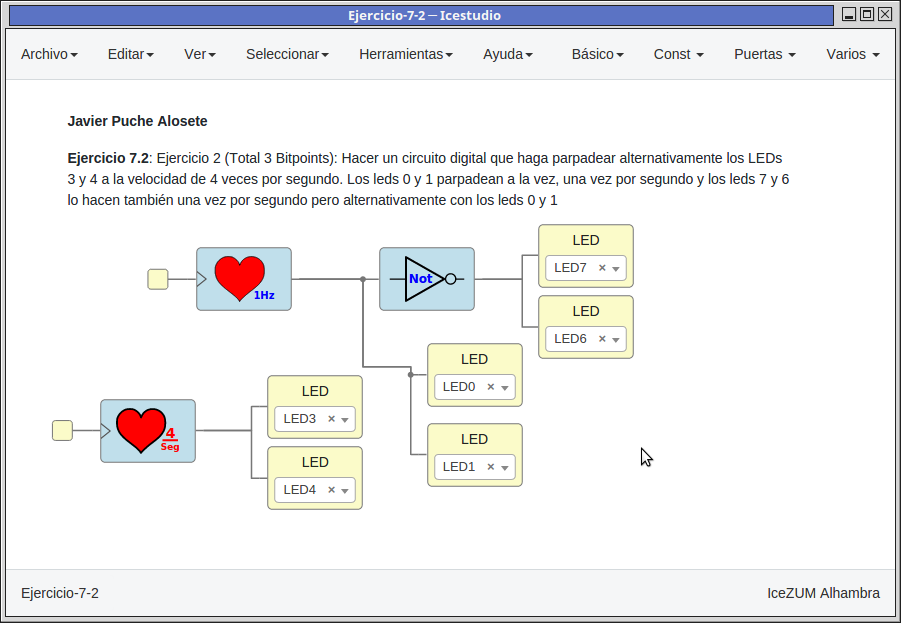 Ejercicio-7-2 — Icestudio
Archivo Editar Ver Seleccionar Herramientas Ayuda Básico Const Puertas Varios
Javier Puche Alosete
Ejercicio 7.2: Ejercicio 2 (Total 3 Bitpoints): Hacer un circuito digital que haga parpadear alternativamente los LEDs
3 y 4 a la velocidad de 4 veces por segundo. Los leds 0 y 1 parpadean a la vez, una vez por segundo y los leds 7 y 6
lo hacen también una vez por segundo pero alternativamente con los leds 0 y 1
1Hz
Not
LED
LED7 ×
LED
LED6 ×
LED
LED0 ×
LED
LED1 ×
4
Seg
LED
LED3 ×
LED
LED4 ×
Ejercicio-7-2
IceZUM Alhambra